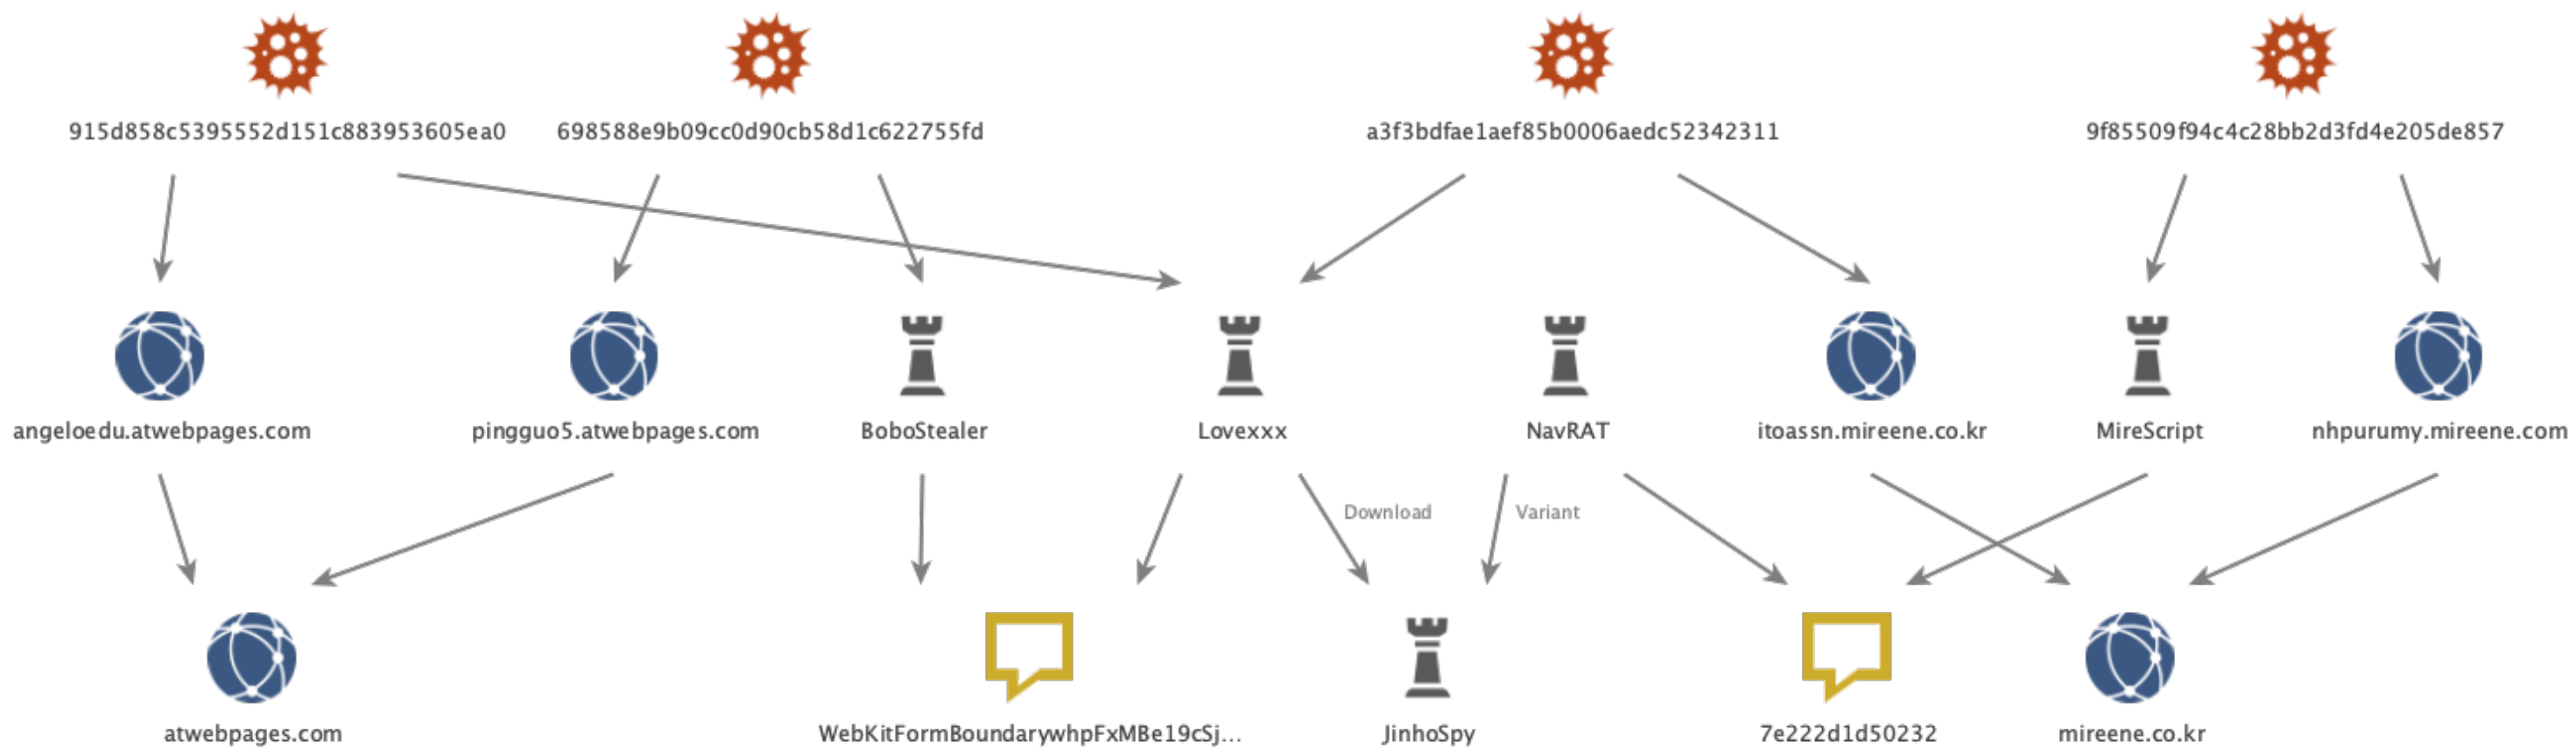 915d858c5395552d151c883953605ea0
698588e9b09cc0d90cb58d1c622755fd
a3f3bdfae1aef85b0006aedc52342311
9f85509f94c4c28bb2d3fd4e205de857
angeloedu.atwebpages.com
pingguo5.atwebpages.com
BoboStealer
Lovexxx
NavRAT
itoassn.mireene.co.kr
MireScript
nhpurumy.mireene.com
Download
Variant
atwebpages.com
WebKitFormBoundarywhpFxMBe19cSj...
JinhoSpy
7e222d1d50232
mireene.co.kr